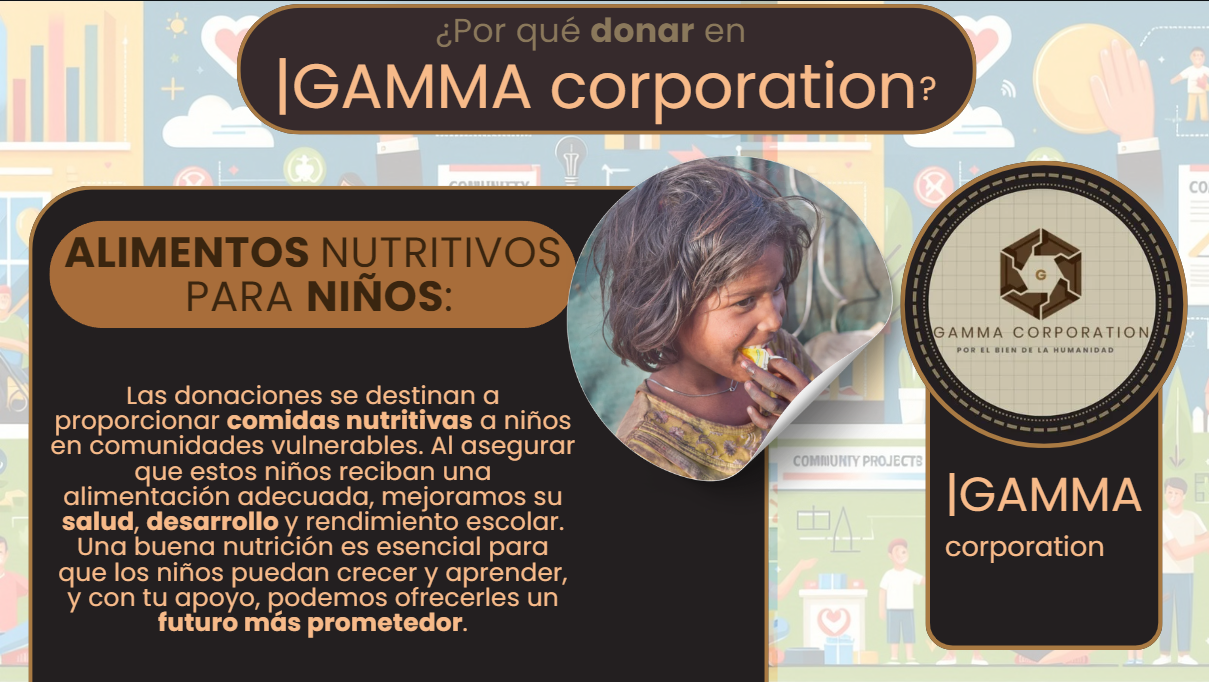 ¿Por qué donar en
|GAMMA corporation?
COMMUNITY
ALIMENTOS NUTRITIVOS
PARA NIÑOS:
Las donaciones se destinan a
proporcionar comidas nutritivas a niños
en comunidades vulnerables. Al asegurar
que estos niños reciban una
alimentación adecuada, mejoramos su
salud, desarrollo y rendimiento escolar.
Una buena nutrición es esencial para
que los niños puedan crecer y aprender,
y con tu apoyo, podemos ofrecerles un
futuro más prometedor.
G
GAMMA CORPORATION
POR EL BIEN DE LA HUMANIDAD
COMMUNTY PROJECTS
|GAMMA
corporation